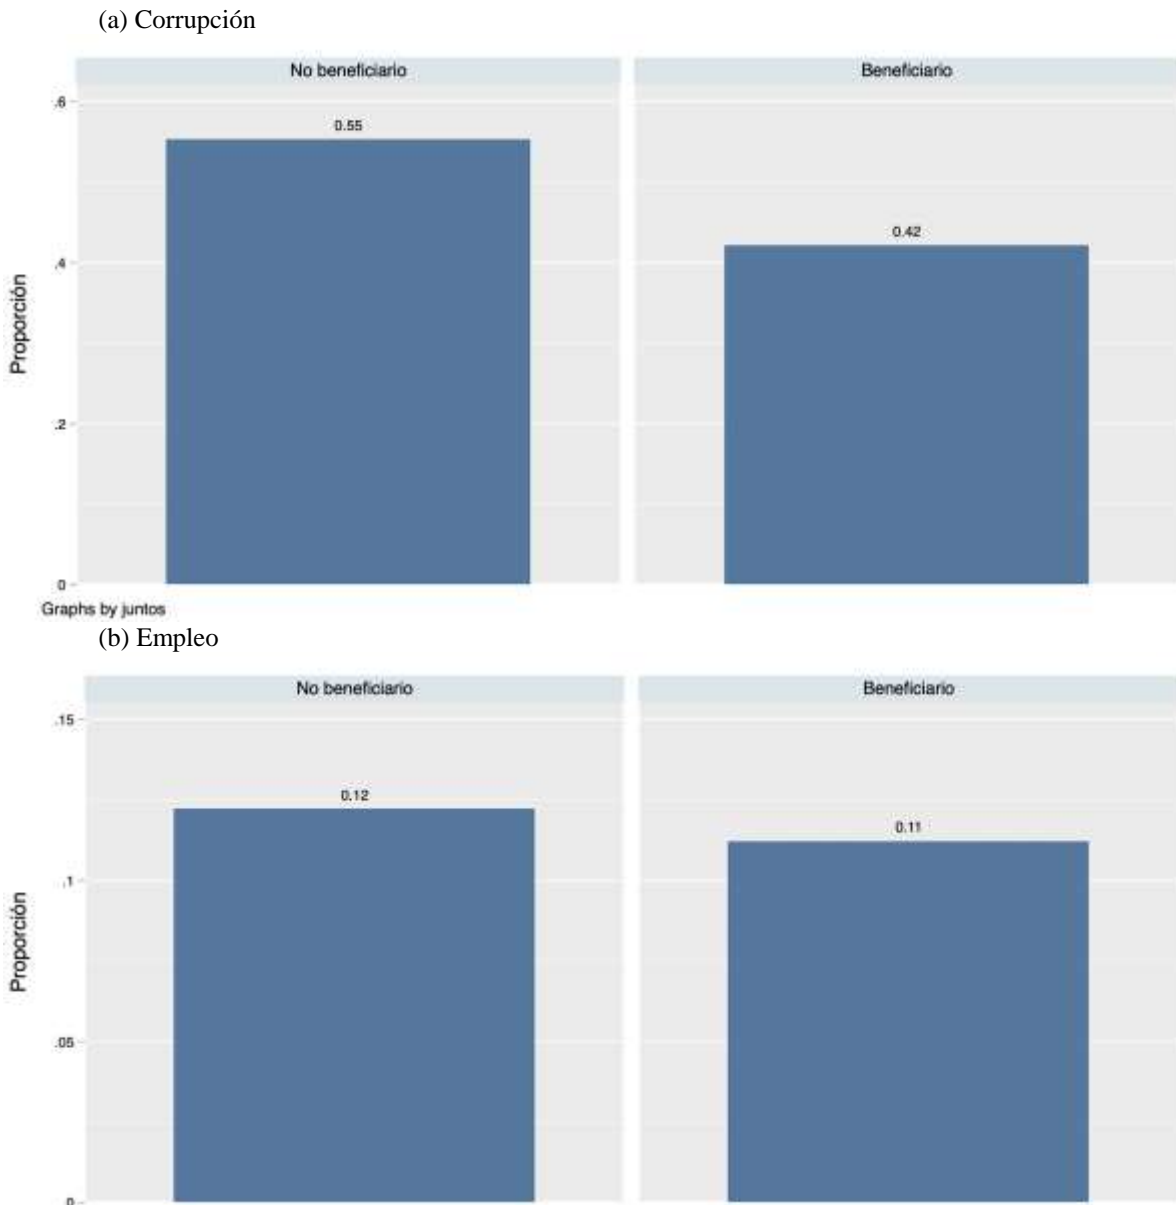 (a) Corrupción
No beneficiario Beneficiario
.6
0.55
0.42
.4
Proporción
.2
0
Graphs by juntos
(b) Empleo
No beneficiario Beneficiario
.15
0.12
0.11
.1
Proporción
.05
0